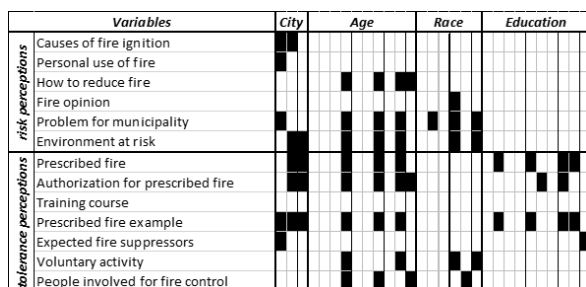 Variables City Age Race Education
risk perceptions
Causes of fire ignition
Personal use of fire
How to reduce fire
Fire opinion
Problem for municipality
Environment at risk
tolerance perceptions
Prescribed fire
Authorization for prescribed fire
Training course
Prescribed fire example
Expected fire suppressors
Voluntary activity
People involved for fire control